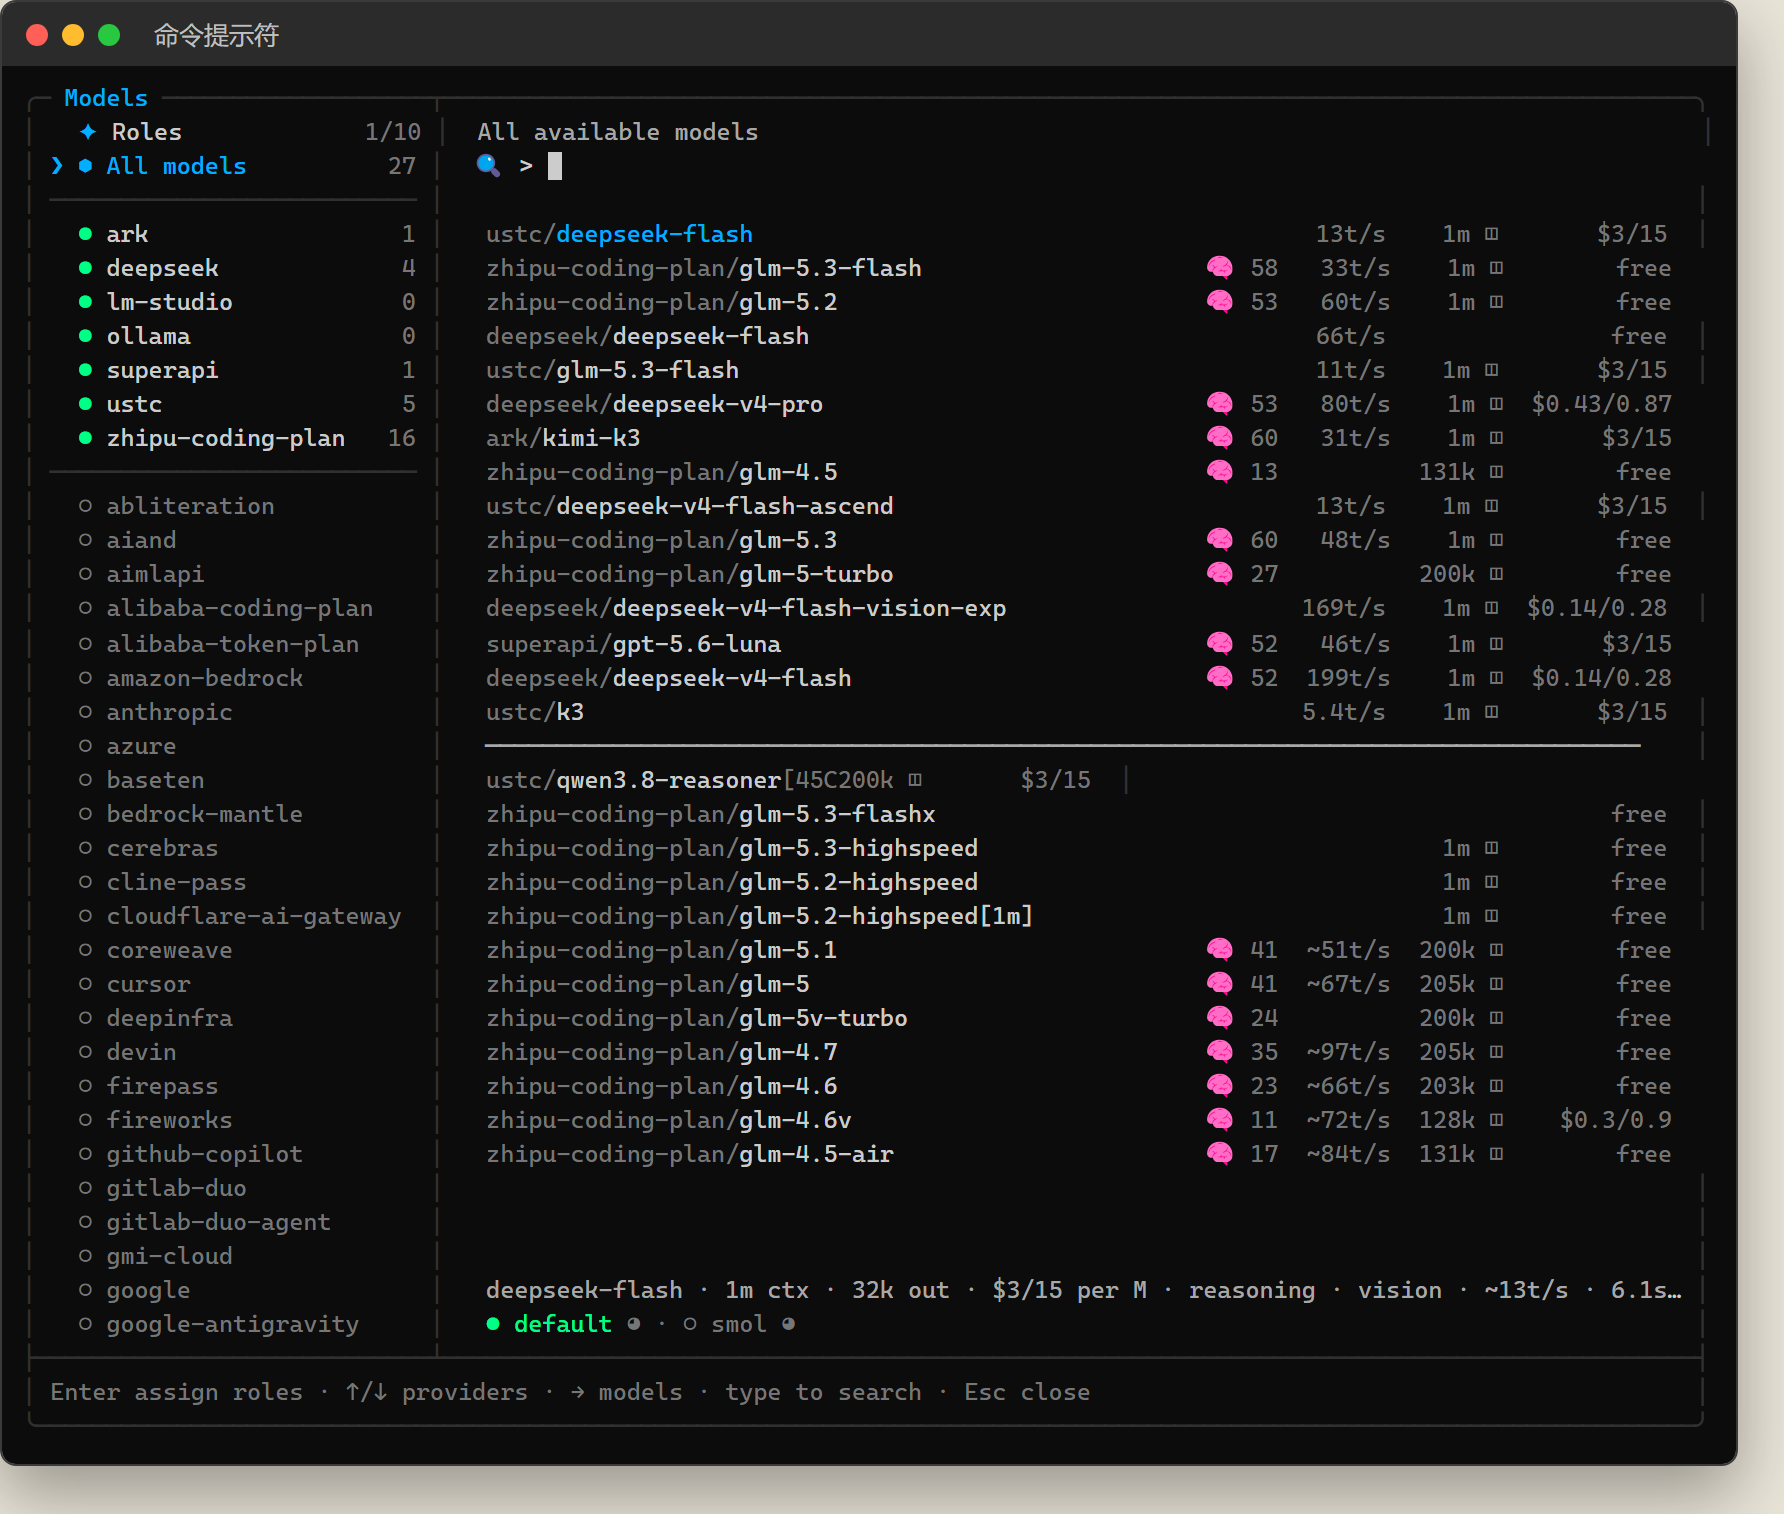 命令提示符
Models
✦ Roles 1/10
❯ ⬢ All models 27
● ark 1
● deepseek 4
● lm-studio 0
● ollama 0
● superapi 1
● ustc 5
● zhipu-coding-plan 16
○ abliteration
○ aiand
○ aimlapi
○ alibaba-coding-plan
○ alibaba-token-plan
○ amazon-bedrock
○ anthropic
○ azure
○ baseten
○ bedrock-mantle
○ cerebras
○ cline-pass
○ cloudflare-ai-gateway
○ coreweave
○ cursor
○ deepinfra
○ devin
○ firepass
○ fireworks
○ github-copilot
○ gitlab-duo
○ gitlab-duo-agent
○ gmi-cloud
○ google
○ google-antigravity
All available models
🔍 >
ustc/deepseek-flash 13t/s 1m ◫ $3/15
zhipu-coding-plan/glm-5.3-flash 🧠 58 33t/s 1m ◫ free
zhipu-coding-plan/glm-5.2 🧠 53 60t/s 1m ◫ free
deepseek/deepseek-flash 66t/s free
ustc/glm-5.3-flash 11t/s 1m ◫ $3/15
deepseek/deepseek-v4-pro 🧠 53 80t/s 1m ◫ $0.43/0.87
ark/kimi-k3 🧠 60 31t/s 1m ◫ $3/15
zhipu-coding-plan/glm-4.5 🧠 13 131k ◫ free
ustc/deepseek-v4-flash-ascend 13t/s 1m ◫ $3/15
zhipu-coding-plan/glm-5.3 🧠 60 48t/s 1m ◫ free
zhipu-coding-plan/glm-5-turbo 🧠 27 200k ◫ free
deepseek/deepseek-v4-flash-vision-exp 169t/s 1m ◫ $0.14/0.28
superapi/gpt-5.6-luna 🧠 52 46t/s 1m ◫ $3/15
deepseek/deepseek-v4-flash 🧠 52 199t/s 1m ◫ $0.14/0.28
ustc/k3 5.4t/s 1m ◫ $3/15
ustc/qwen3.8-reasoner[45C200k ◫ $3/15
zhipu-coding-plan/glm-5.3-flashx free
zhipu-coding-plan/glm-5.3-highspeed 1m ◫ free
zhipu-coding-plan/glm-5.2-highspeed 1m ◫ free
zhipu-coding-plan/glm-5.2-highspeed[1m] 1m ◫ free
zhipu-coding-plan/glm-5.1 🧠 41 ~51t/s 200k ◫ free
zhipu-coding-plan/glm-5 🧠 41 ~67t/s 205k ◫ free
zhipu-coding-plan/glm-5v-turbo 🧠 24 200k ◫ free
zhipu-coding-plan/glm-4.7 🧠 35 ~97t/s 205k ◫ free
zhipu-coding-plan/glm-4.6 🧠 23 ~66t/s 203k ◫ free
zhipu-coding-plan/glm-4.6v 🧠 11 ~72t/s 128k ◫ $0.3/0.9
zhipu-coding-plan/glm-4.5-air 🧠 17 ~84t/s 131k ◫ free
deepseek-flash · 1m ctx · 32k out · $3/15 per M · reasoning · vision · ~13t/s · 6.1s…
● default ◕ · ○ smol ◕
Enter assign roles · ↑/↓ providers · → models · type to search · Esc close